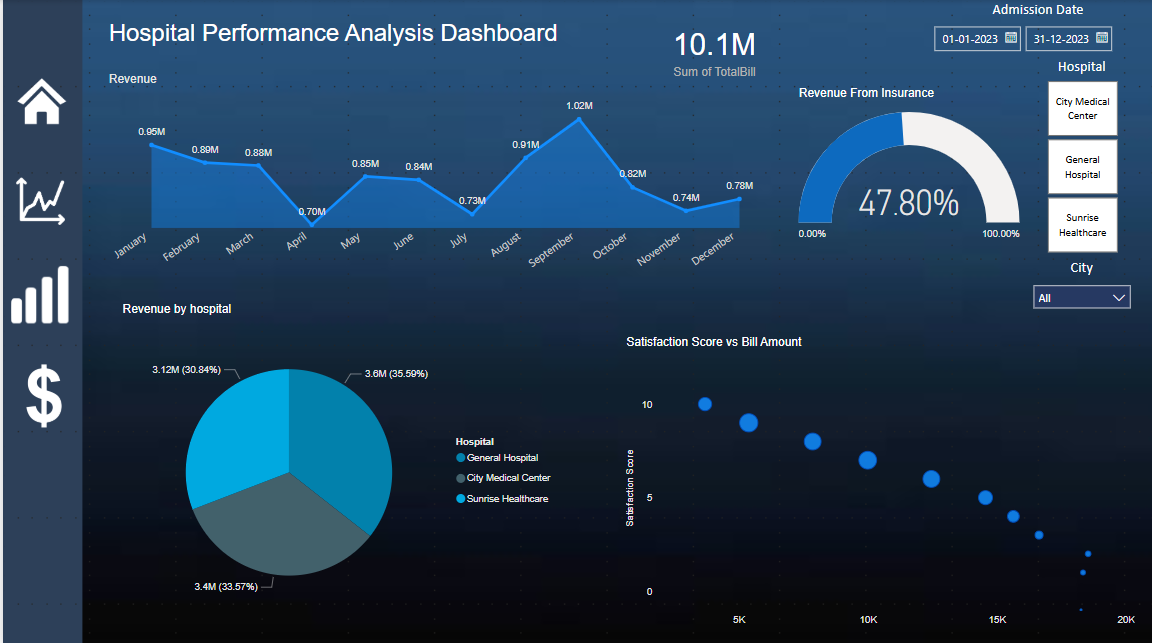 Hospital Performance Analysis Dashboard
10.1M
Sum of TotalBill
Admission Date
01-01-2023
31-12-2023
Hospital
City Medical
Center
General
Hospital
Sunrise
Healthcare
City
All
Revenue
0.95M
0.89M
0.88M
0.70M
0.85M
0.84M
0.73M
0.91M
1.02M
0.82M
0.74M
0.78M
January
February
March
April
May
June
July
August
September
October
November
December
Revenue From Insurance
47.80%
0.00%
100.00%
Revenue by hospital
3.12M (30.84%)
3.6M (35.59%)
3.4M (33.57%)
Hospital
General Hospital
City Medical Center
Sunrise Healthcare
Satisfaction Score vs Bill Amount
Satisfaction Score
10
5
0
5K
10K
15K
20K